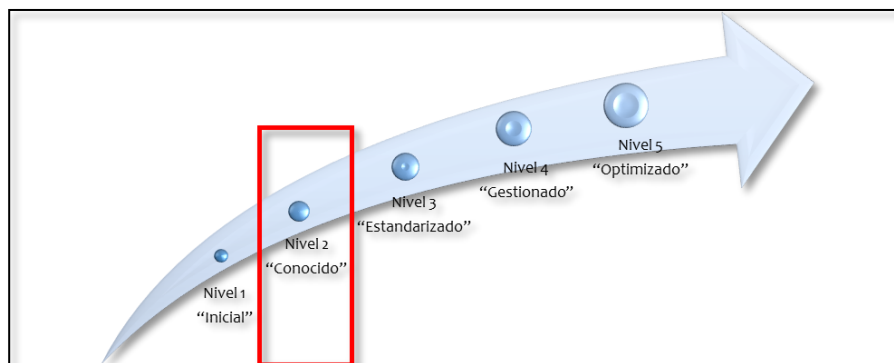 Nivel 1
“Inicial”
Nivel 2
“Conocido”
Nivel 3
“Estandarizado”
Nivel 4
“Gestionado”
Nivel 5
“Optimizado”